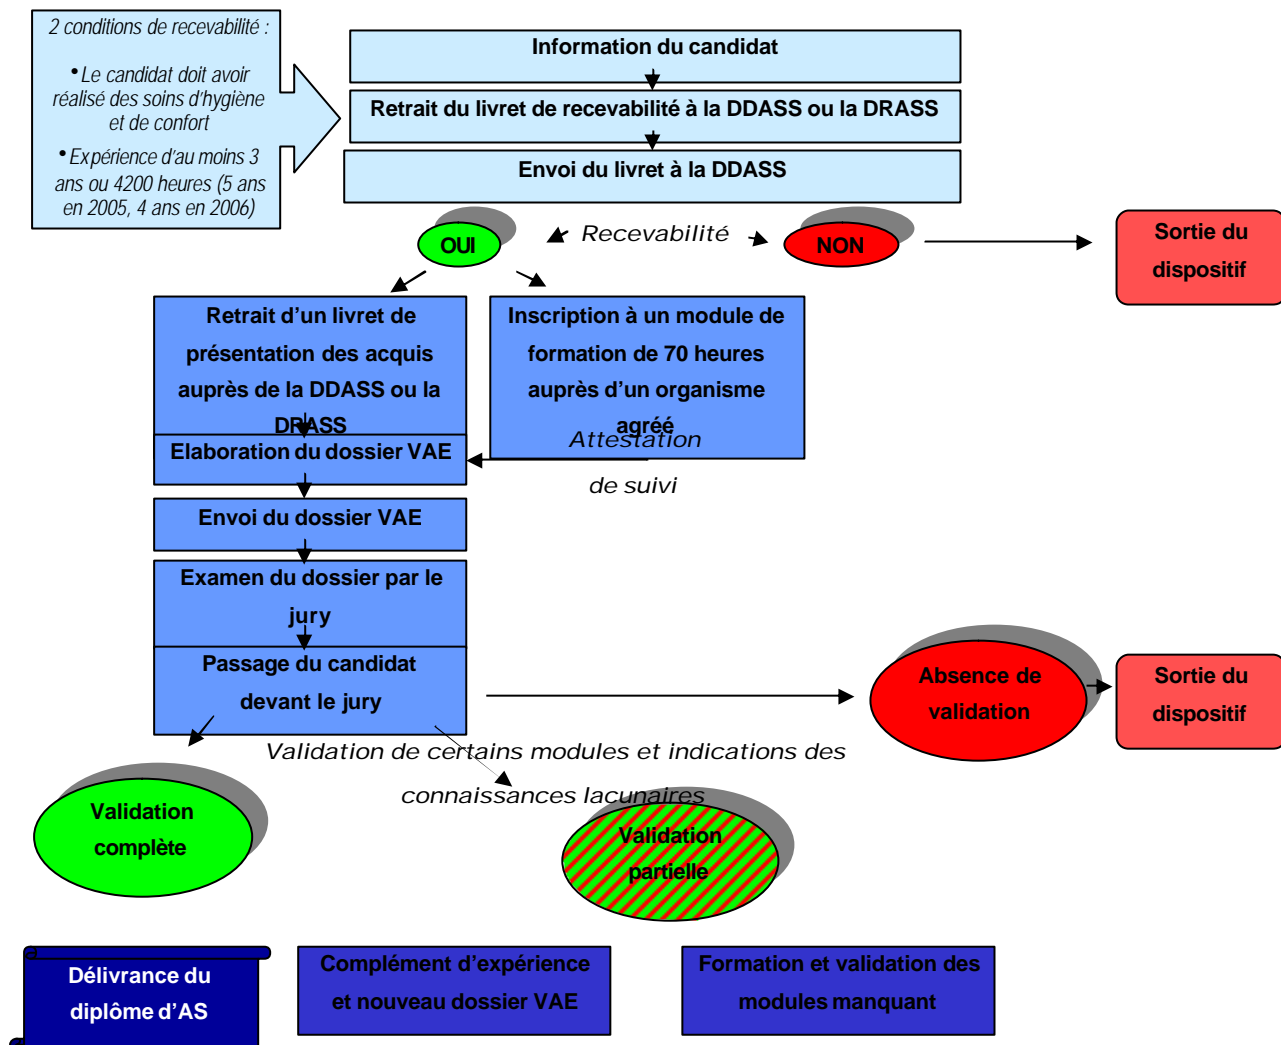 2 conditions de recevabilité :
• Le candidat doit avoir
réalisé des soins d'hygiène
et de confort
• Expérience d'au moins 3
ans ou 4200 heures (5 ans
en 2005, 4 ans en 2006)
Information du candidat
Retrait du livret de recevabilité à la DDASS ou la DRASS
Envoi du livret à la DDASS
OUI
Recevabilité
NON
Sortie du
dispositif
Retrait d'un livret de
présentation des acquis
auprès de la DDASS ou la
DRASS
Inscription à un module de
formation de 70 heures
auprès d'un organisme
agréé
Elaboration du dossier VAE
Attestation
de suivi
Envoi du dossier VAE
Examen du dossier par le
jury
Passage du candidat
devant le jury
Absence de
validation
Sortie du
dispositif
Validation de certains modules et indications des
connaissances lacunaires
Validation
complète
Validation
partielle
Délivrance du
diplôme d'AS
Complément d'expérience
et nouveau dossier VAE
Formation et validation des
modules manquant